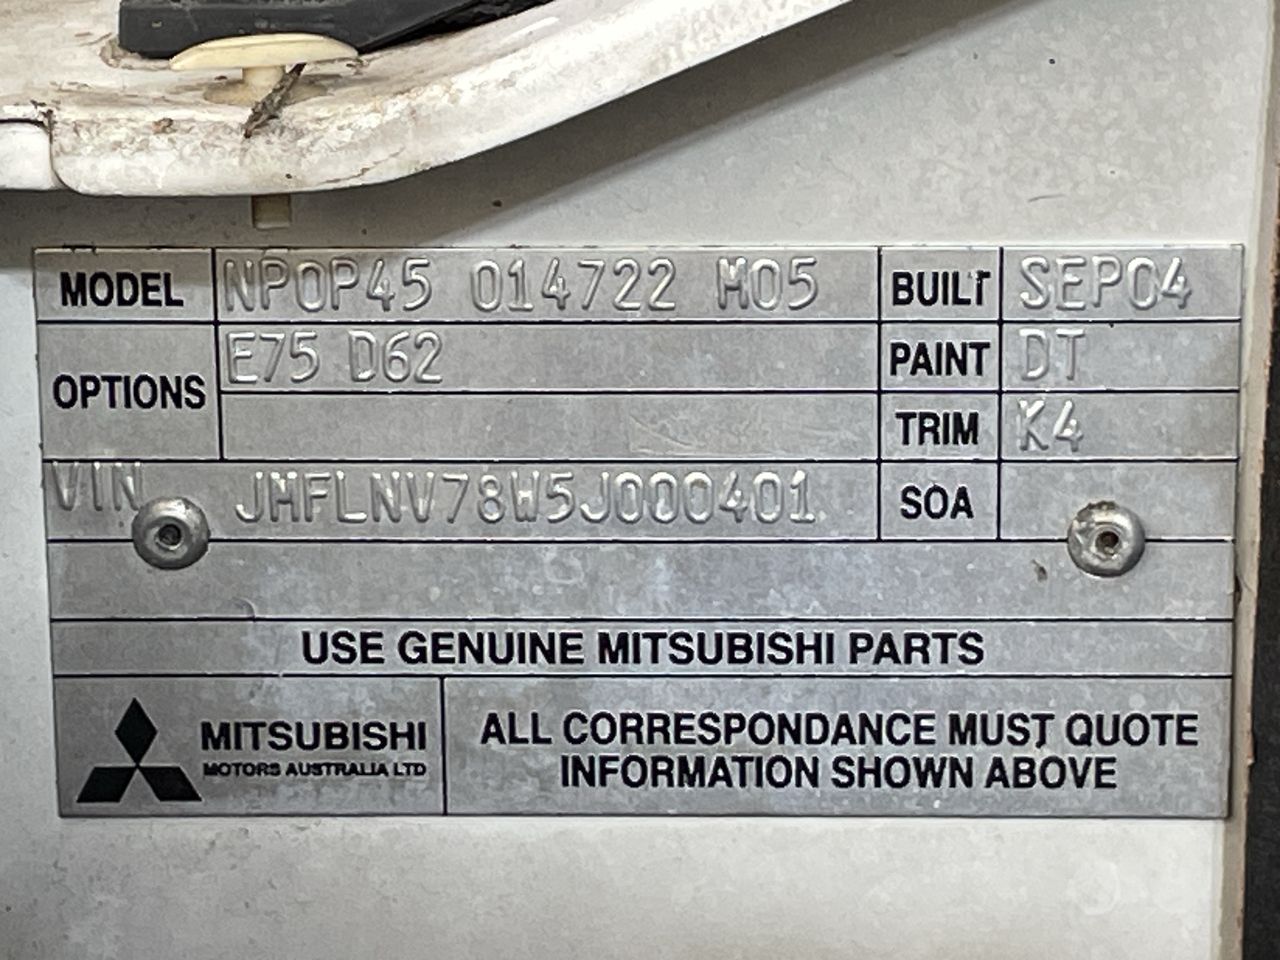 MODEL NP0P45 014722 M05 BUILT SEP04
OPTIONS E75 D62 PAINT DT
TRIM K4
VIN JMFLNV78W5J000401 SOA
USE GENUINE MITSUBISHI PARTS
MITSUBISHI
MOTORS AUSTRALIA LTD
ALL CORRESPONDANCE MUST QUOTE
INFORMATION SHOWN ABOVE